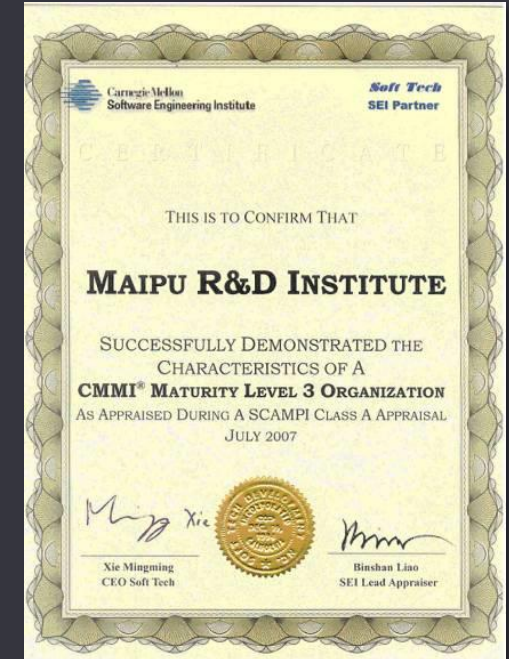 Carnegie Mellon
Software Engineering Institute
Soft Tech
SEI Partner
CERTIFICATE
THIS IS TO CONFIRM THAT
MAIPU R&D INSTITUTE
SUCCESSFULLY DEMONSTRATED THE
CHARACTERISTICS OF A
CMMI® MATURITY LEVEL 3 ORGANIZATION
AS APPRAISED DURING A SCAMPI CLASS A APPRAISAL
JULY 2007
Xie Mingming
CEO Soft Tech
Binshan Liao
SEI Lead Appraiser